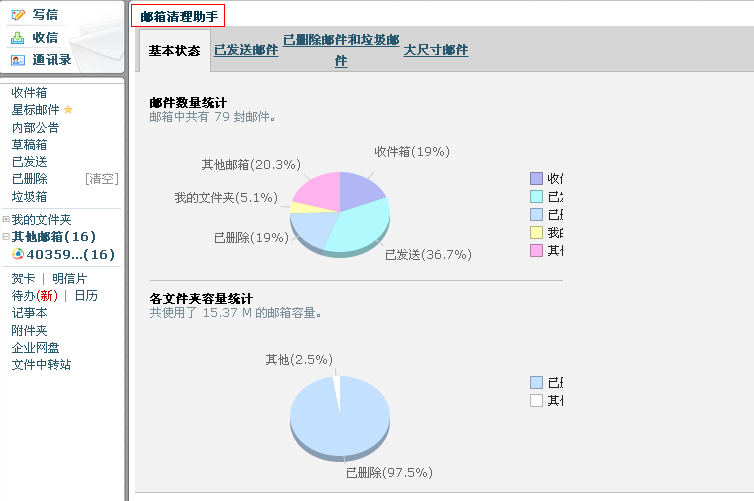 写信
收信
通讯录
收件箱
星标邮件
内部公告
草稿箱
已发送
已删除 [清空]
垃圾箱
我的文件夹
其他邮箱(16)
40359...(16)
贺卡 | 明信片
待办(新) | 日历
记事本
附件夹
企业网盘
文件中转站
邮箱清理助手
基本状态 已发送邮件 已删除邮件和垃圾邮件 大尺寸邮件
邮件数量统计
邮箱中共有 79 封邮件。
收件箱(19%)
其他邮箱(20.3%)
我的文件夹(5.1%)
已删除(19%)
已发送(36.7%)
收
已
已
我
其
各文件夹容量统计
共使用了 15.37 M 的邮箱容量。
其他(2.5%)
已删除(97.5%)
已
其